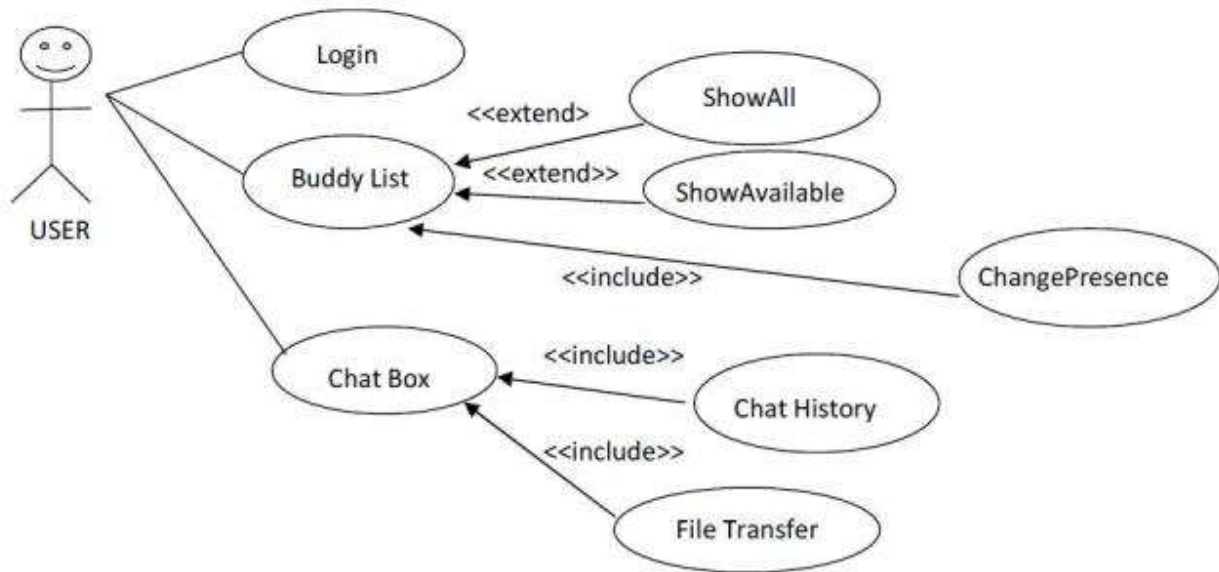 Login
ShowAll
<<extend>
Buddy List
<<extend>>
ShowAvailable
USER
<<include>>
ChangePresence
<<include>>
Chat Box
Chat History
<<include>>
File Transfer